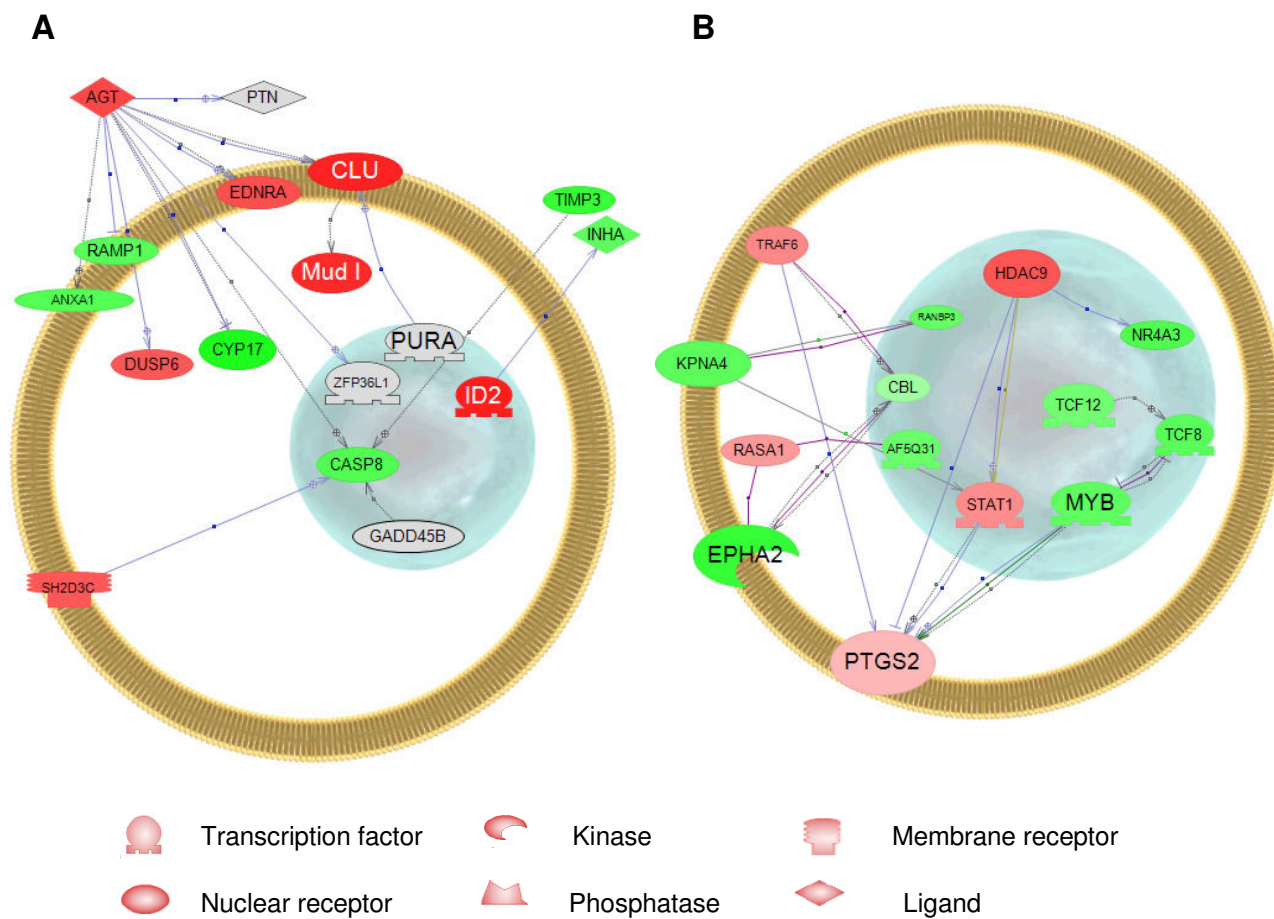 A
B
AGT
PTN
CLU
EDNRA
TIMP3
INHA
RAMP1
Mud I
ANXA1
DUSP6
CYP17
PURA
ZFP36L1
ID2
CASP8
GADD45B
SH2D3C
TRAF6
HDAC9
RANBP3
NR4A3
KPNA4
CBL
TCF12
TCF8
RASA1
AF5Q31
STAT1
MYB
EPHA2
PTGS2
Transcription factor
Kinase
Membrane receptor
Nuclear receptor
Phosphatase
Ligand